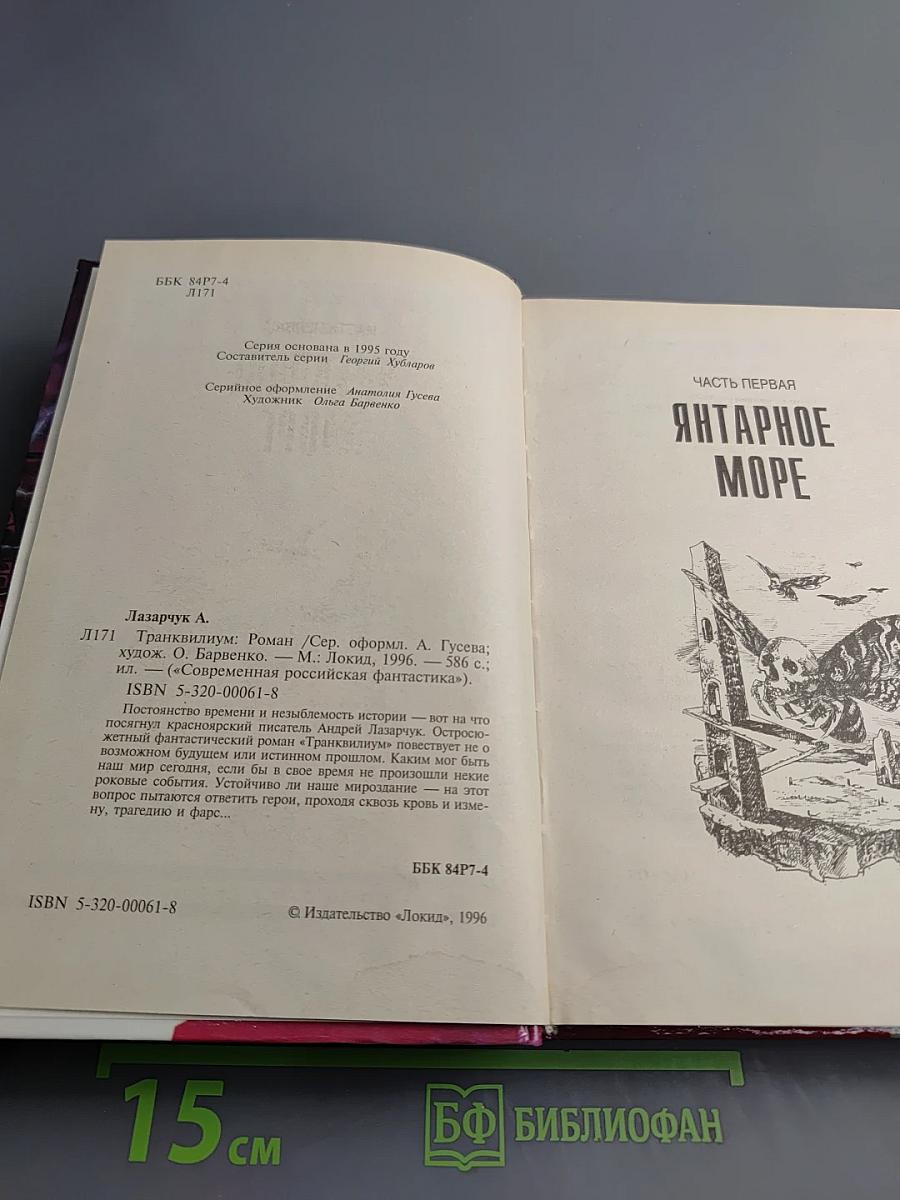 ББК 84Р7-4
Л171
Серия основана в 1995 году
Составитель серии Георгий Хубларов
Серийное оформление Анатолия Гусева
Художник Ольга Барвенко
Лазарчук А.
Л171 Транквилиум: Роман /Сер. оформл. А. Гусева;
худож. О. Барвенко. — М.: Локид, 1996. — 586 с.;
ил. — («Современная российская фантастика»).
ISBN 5-320-00061-8
Постоянство времени и незыблемость истории — вот на что
посягнул красноярский писатель Андрей Лазарчук. Остросю-
жетный фантастический роман «Транквилиум» повествует не о
возможном будущем или истинном прошлом. Каким мог быть
наш мир сегодня, если бы в свое время не произошли некие
роковые события. Устойчиво ли наше мироздание — на этот
вопрос пытаются ответить герои, проходя сквозь кровь и изме-
ну, трагедию и фарс...
ББК 84Р7-4
ISBN 5-320-00061-8
© Издательство «Локид», 1996
ЧАСТЬ ПЕРВАЯ
ЯНТАРНОЕ
МОРЕ
15 см
БФ БИБЛИОФАН